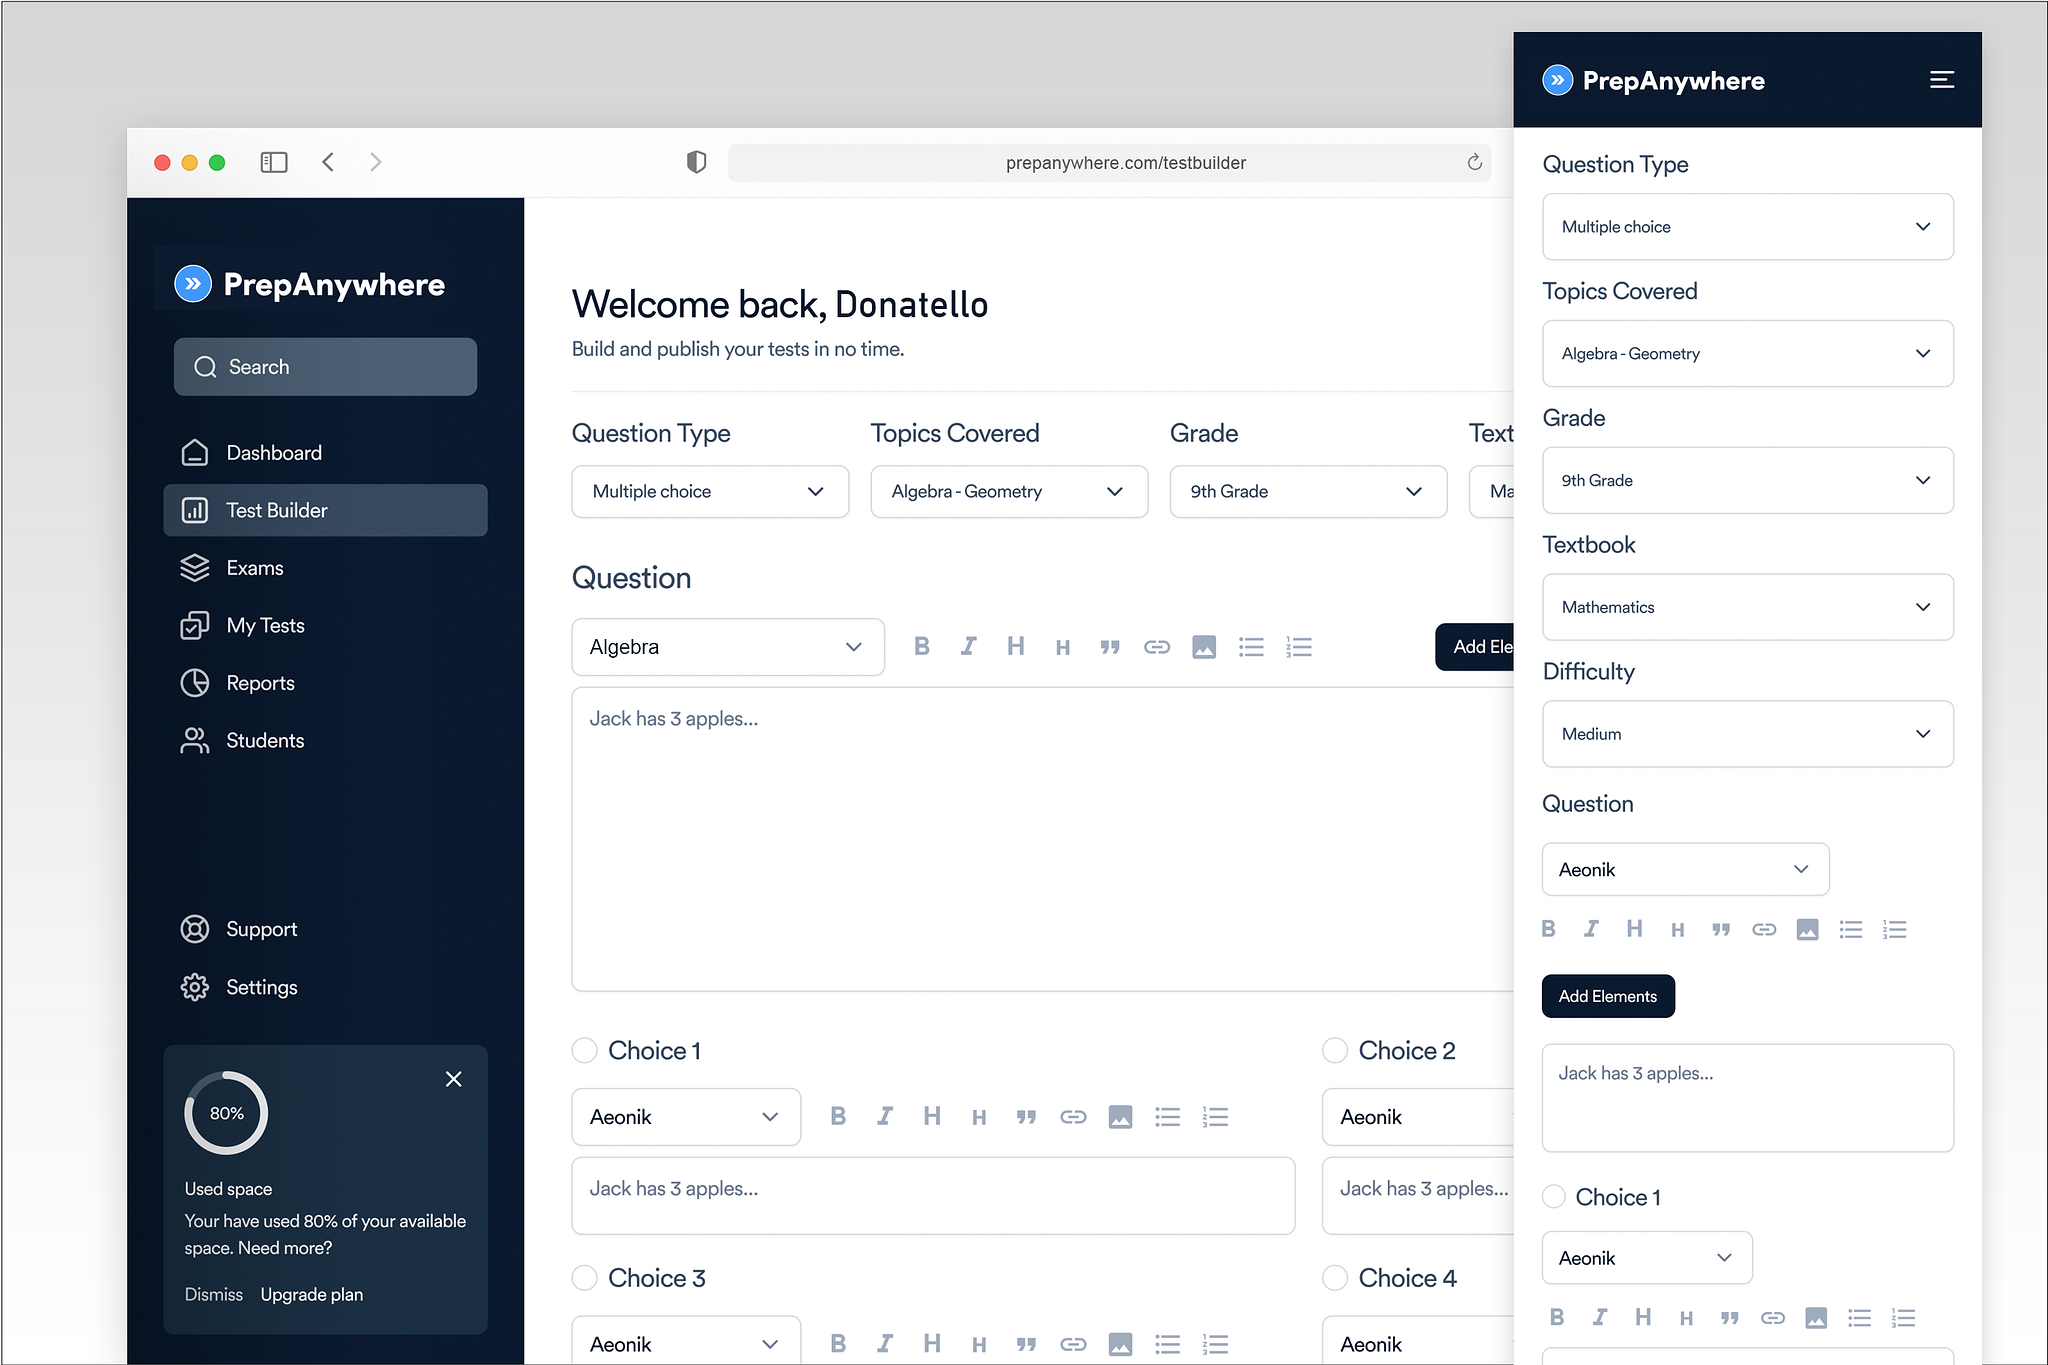 prepanywhere.com/testbuilder
PrepAnywhere
Search
Dashboard
Test Builder
Exams
My Tests
Reports
Students
Support
Settings
80%
Used space
Your have used 80% of your available
space. Need more?
Dismiss Upgrade plan
Welcome back, Donatello
Build and publish your tests in no time.
Question Type Topics Covered Grade Text
Multiple choice Algebra - Geometry 9th Grade Ma
Question
Algebra B I H H Add Ele
Jack has 3 apples...
Choice 1 Choice 2
Aeonik B I H H Aeonik
Jack has 3 apples... Jack has 3 apples...
Choice 3 Choice 4
Aeonik B I H H Aeonik
PrepAnywhere
Question Type
Multiple choice
Topics Covered
Algebra - Geometry
Grade
9th Grade
Textbook
Mathematics
Difficulty
Medium
Question
Aeonik
B I H H
Add Elements
Jack has 3 apples...
Choice 1
Aeonik
B I H H